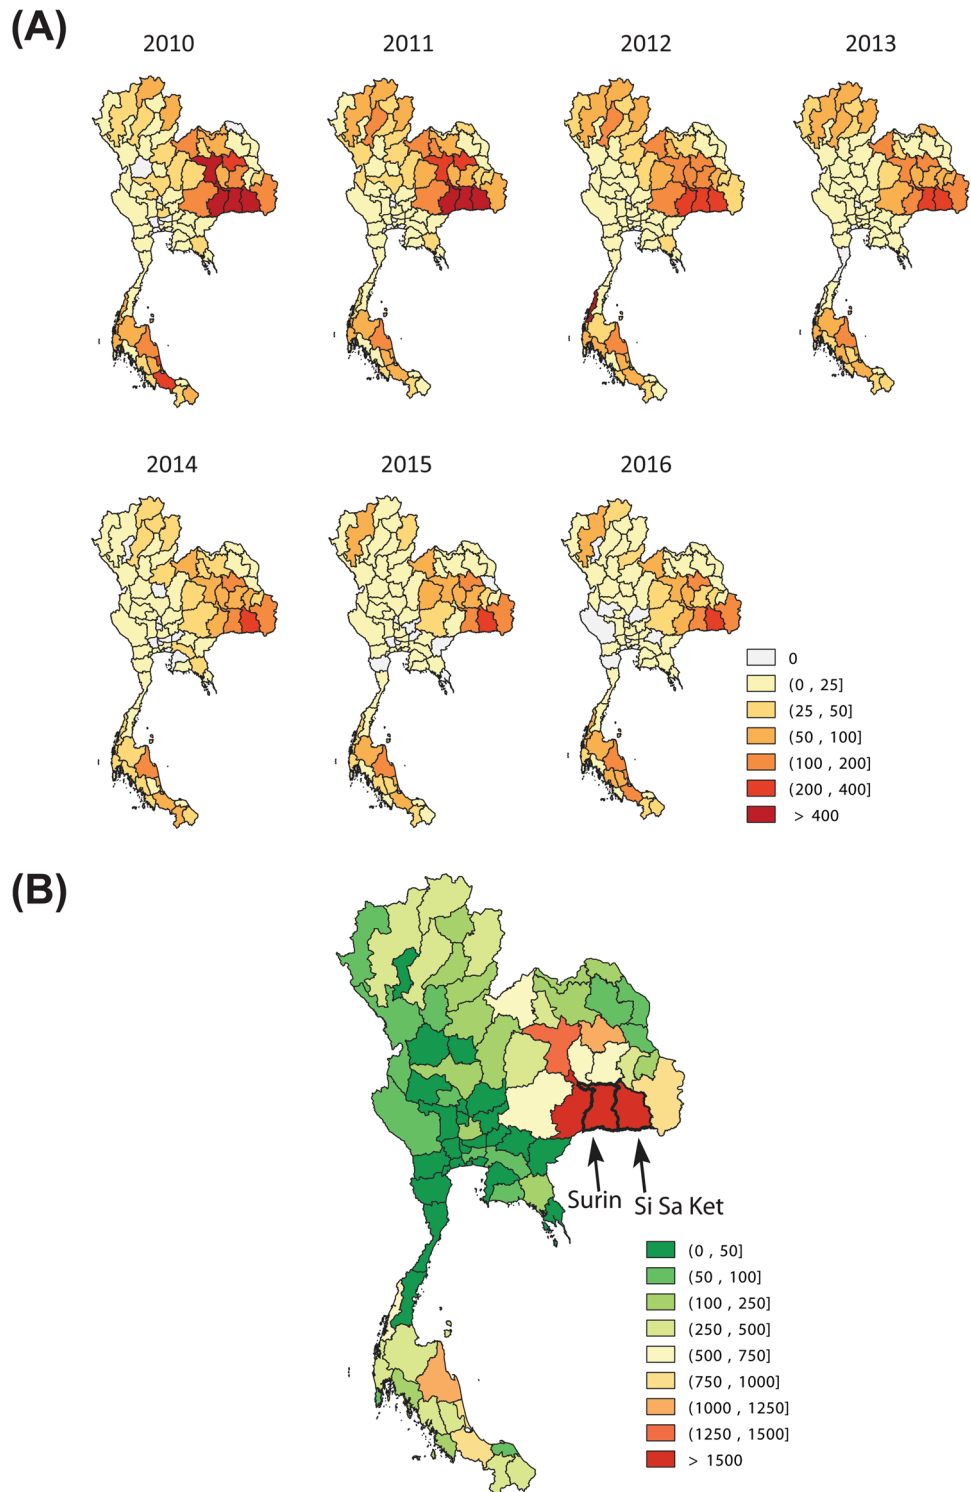 (A)
2010 2011 2012 2013
2014 2015 2016
0
(0 , 25]
(25 , 50]
(50 , 100]
(100 , 200]
(200 , 400]
> 400
(B)
Surin Si Sa Ket
(0 , 50]
(50 , 100]
(100 , 250]
(250 , 500]
(500 , 750]
(750 , 1000]
(1000 , 1250]
(1250 , 1500]
> 1500